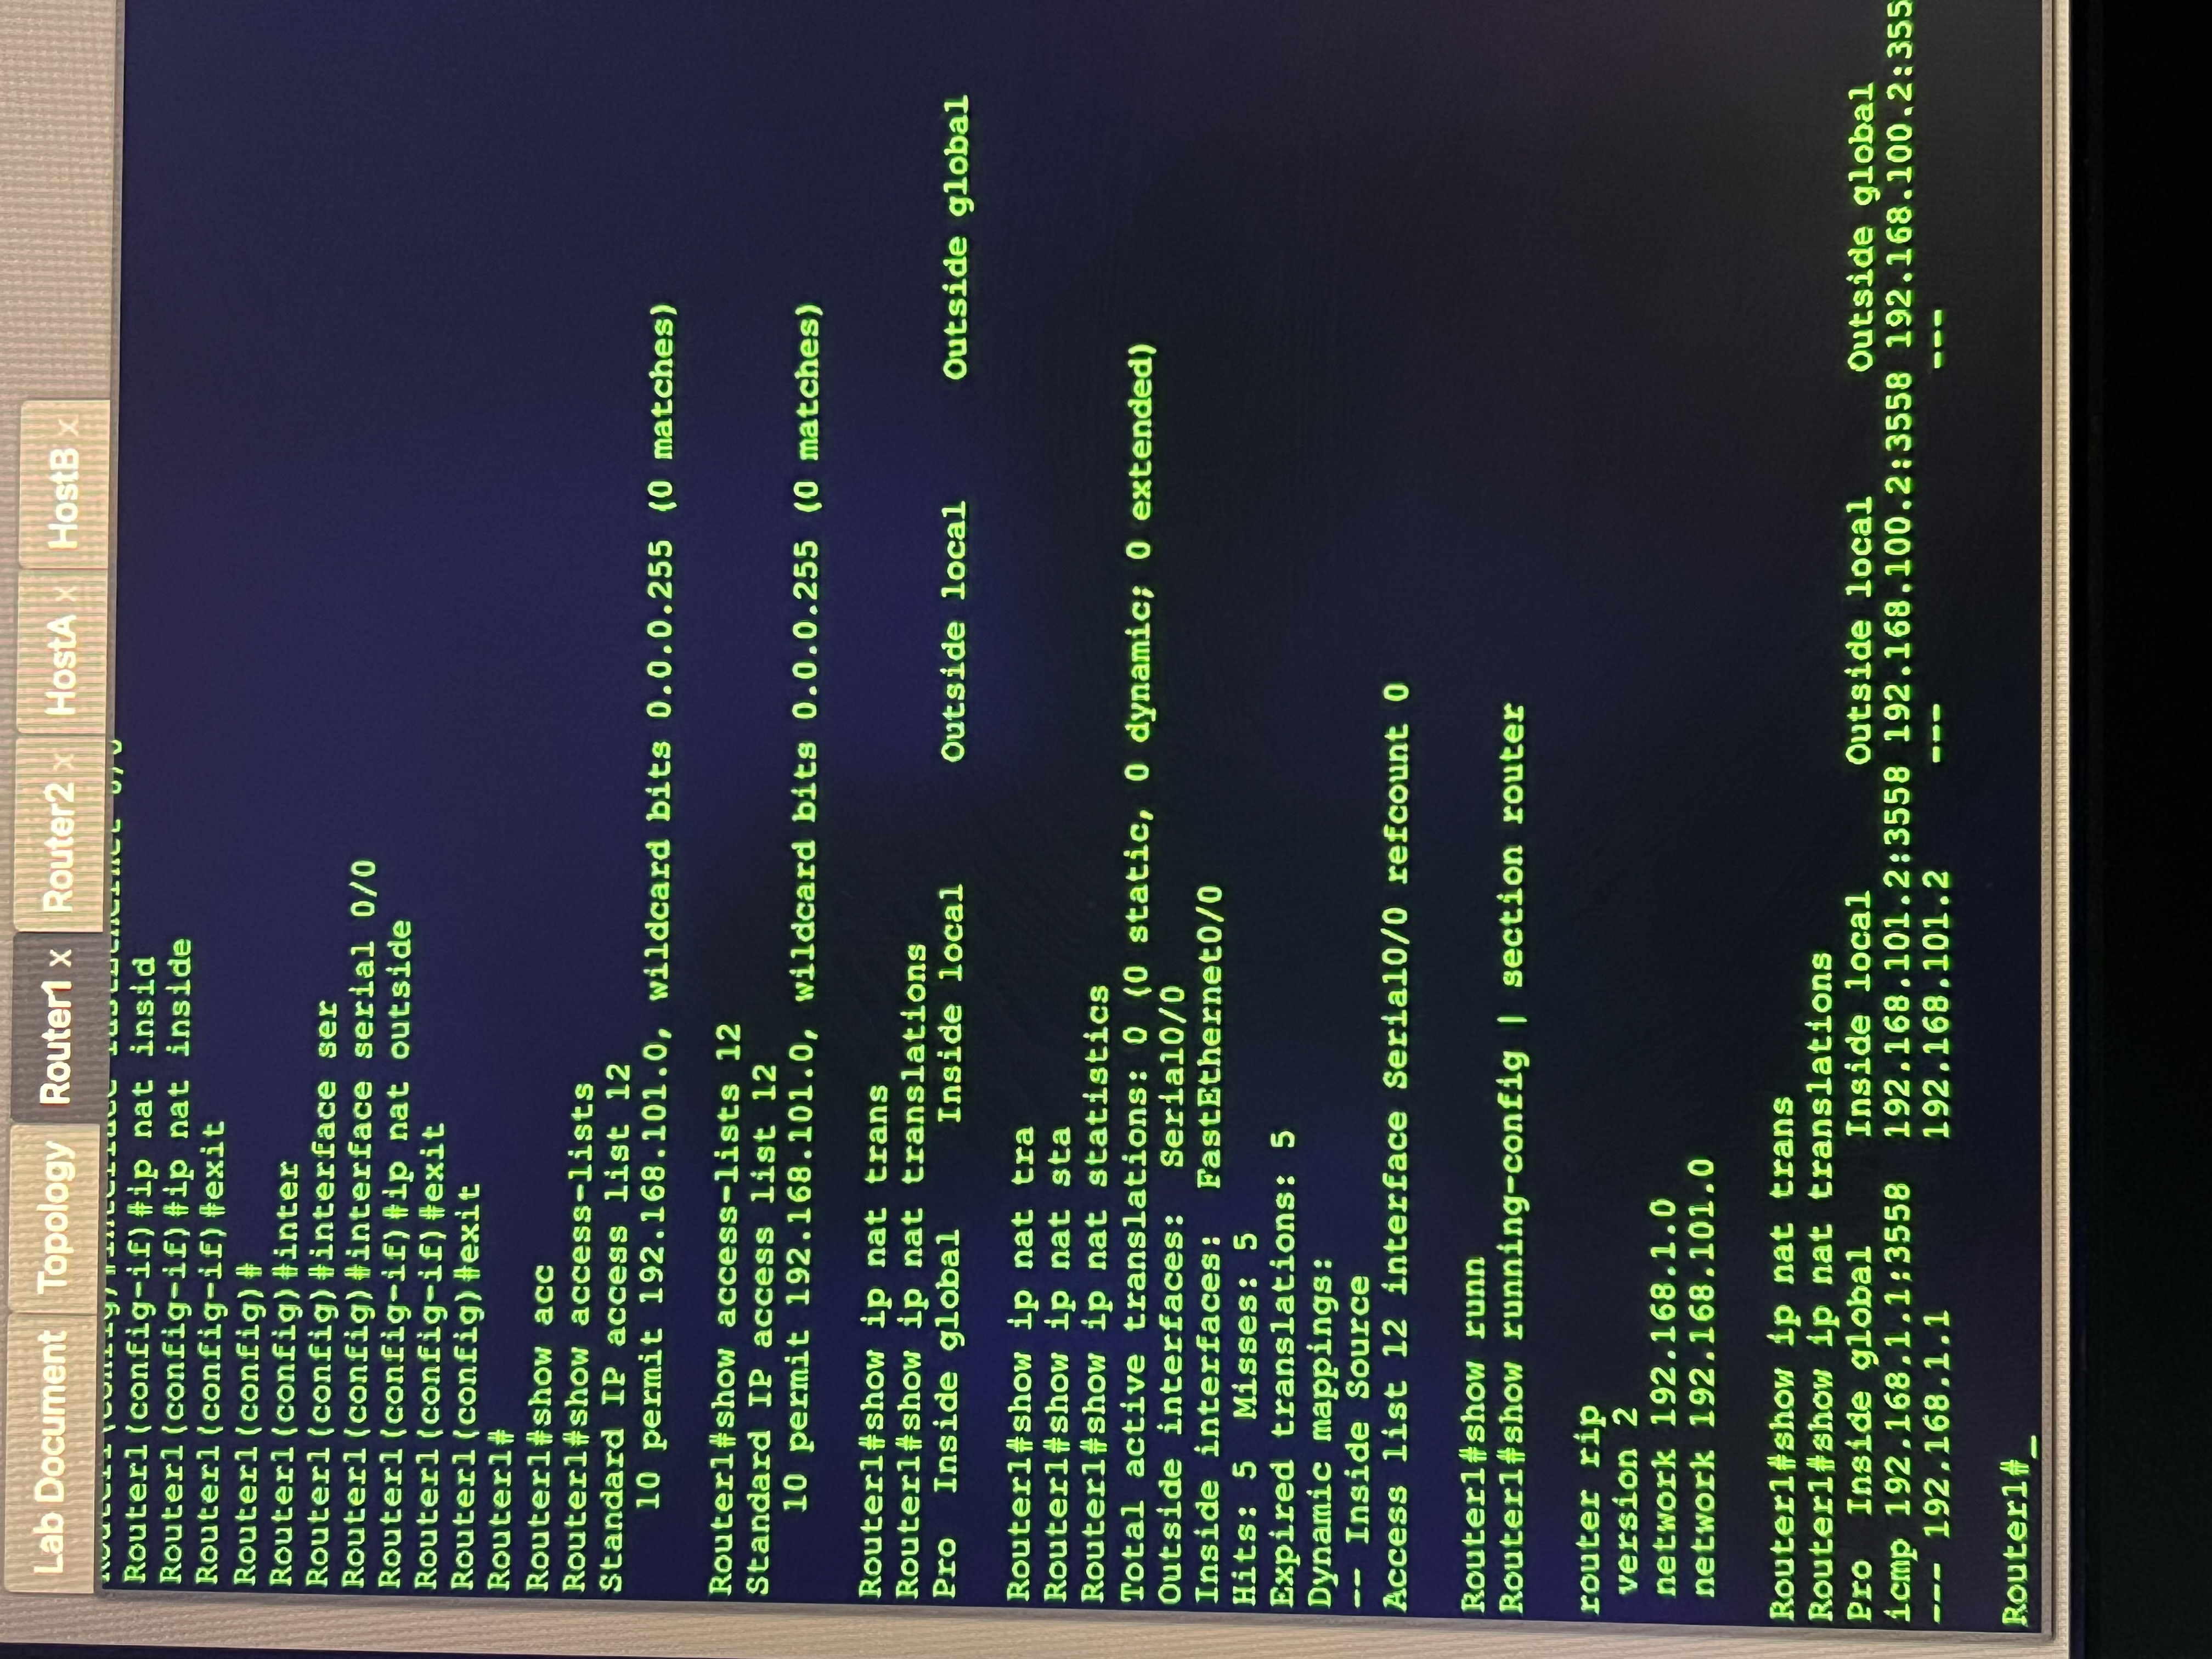 Lab Document
Topology
Router1 x
Router2 x
HostA x
HostB x
Router1(config)#interface fastEthernet 0/0
Router1(config-if)#ip nat insid
Router1(config-if)#ip nat inside
Router1(config-if)#exit
Router1(config)#
Router1(config)#inter
Router1(config)#interface ser
Router1(config)#interface serial 0/0
Router1(config-if)#ip nat outside
Router1(config-if)#exit
Router1(config)#exit
Router1#
Router1#show acc
Router1#show access-lists
Standard IP access list 12
10 permit 192.168.101.0, wildcard bits 0.0.0.255 (0 matches)
Router1#show access-lists 12
Standard IP access list 12
10 permit 192.168.101.0, wildcard bits 0.0.0.255 (0 matches)
Router1#show ip nat trans
Router1#show ip nat translations
Pro Inside global Inside local Outside local Outside global
Router1#show ip nat tra
Router1#show ip nat sta
Router1#show ip nat statistics
Total active translations: 0 (0 static, 0 dynamic; 0 extended)
Outside interfaces: Serial0/0
Inside interfaces: FastEthernet0/0
Hits: 5 Misses: 5
Expired translations: 5
Dynamic mappings:
-- Inside Source
Access list 12 interface Serial0/0 refcount 0
Router1#show runn
Router1#show running-config | section router
router rip
version 2
network 192.168.1.0
network 192.168.101.0
Router1#show ip nat trans
Router1#show ip nat translations
Pro Inside global Inside local Outside local Outside global
icmp 192.168.1.1:3558 192.168.101.2:3558 192.168.100.2:3558 192.168.100.2:355
--- 192.168.1.1 192.168.101.2 --- ---
Router1#_